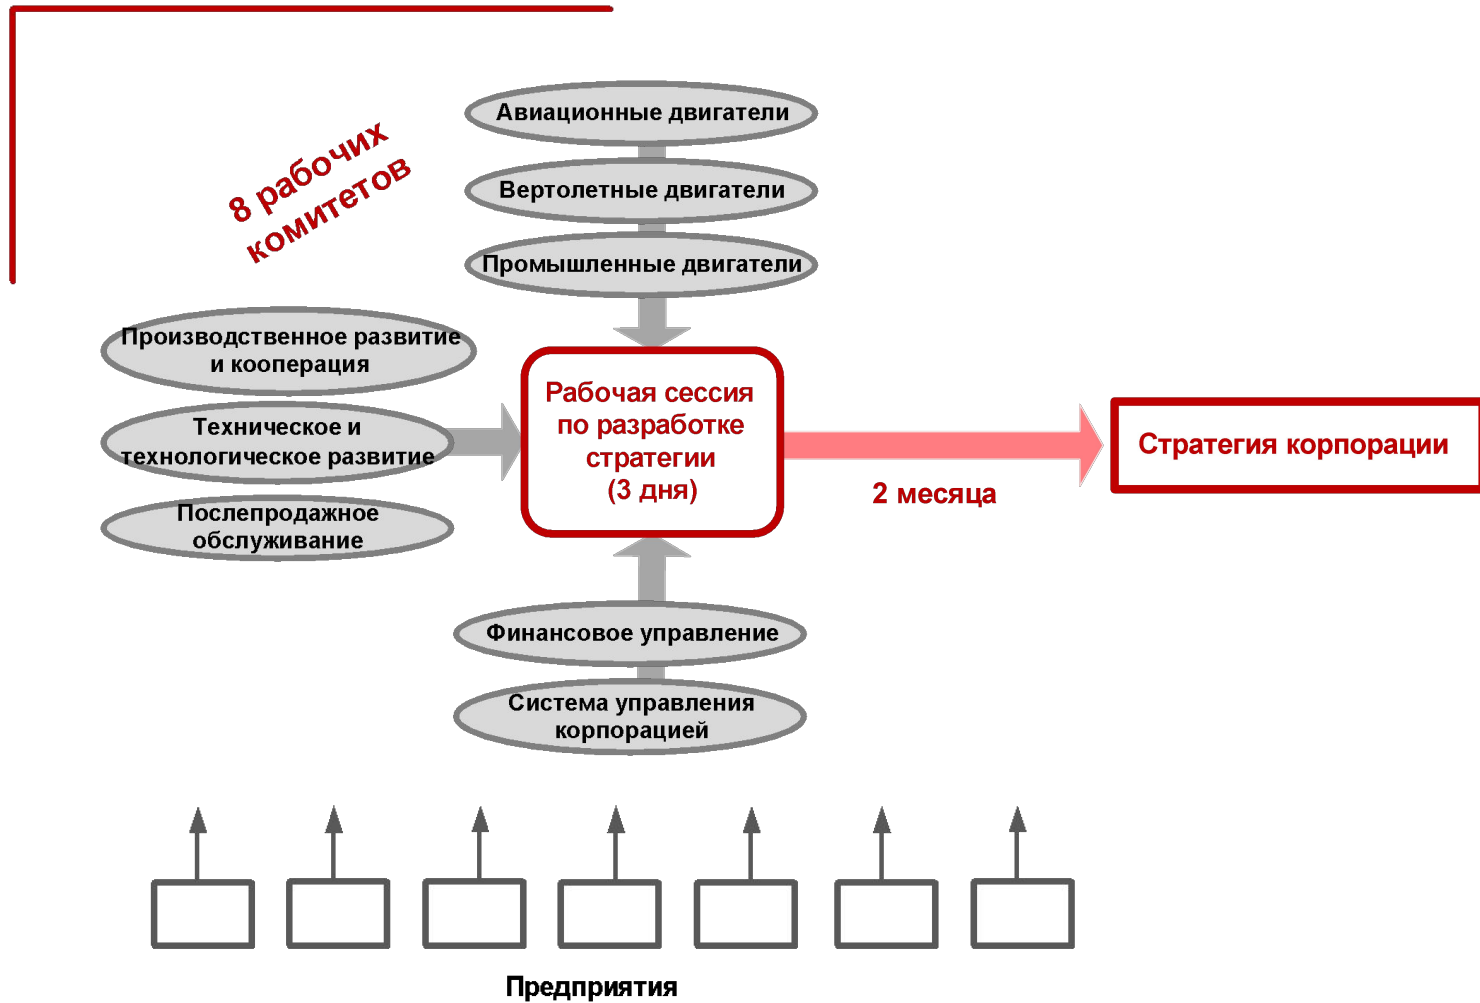 8 рабочих
комитетов
Авиационные двигатели
Вертолетные двигатели
Промышленные двигатели
Производственное развитие
и кооперация
Техническое и
технологическое развитие
Послепродажное
обслуживание
Рабочая сессия
по разработке
стратегии
(3 дня)
2 месяца
Стратегия корпорации
Финансовое управление
Система управления
корпорацией
Предприятия